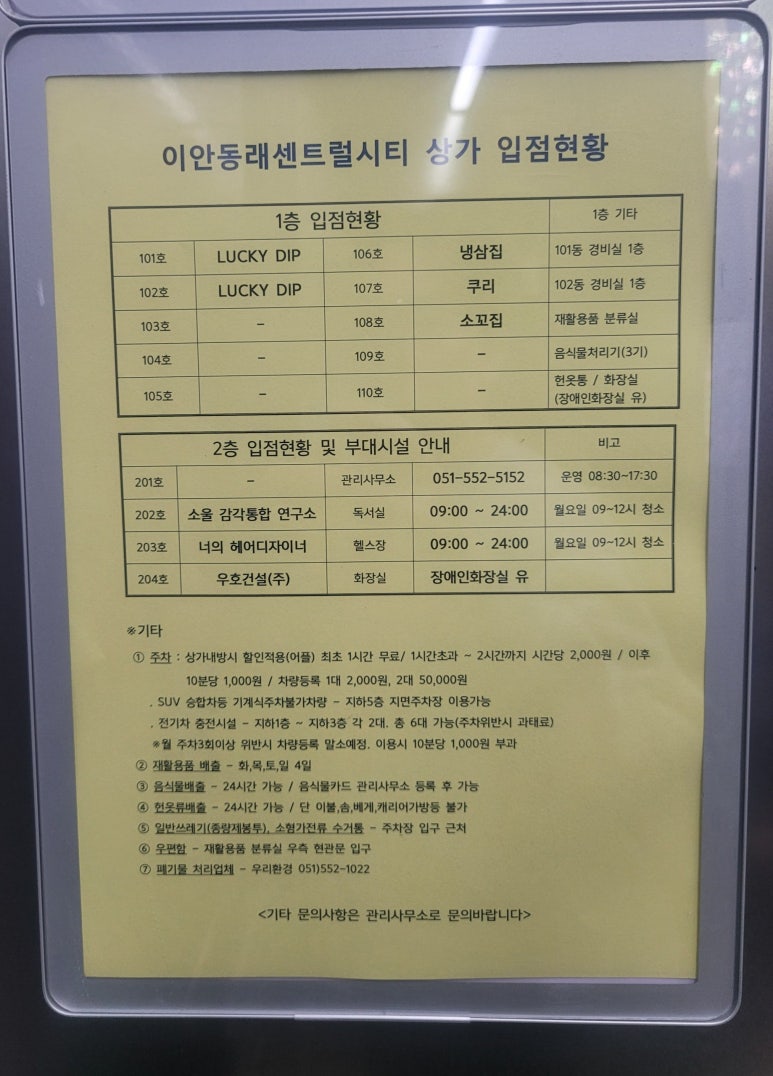 이안동래센트럴시티 상가 입점현황
1층 입점현황 1층 기타
101호 LUCKY DIP 106호 냉삼집 101동 경비실 1층
102호 LUCKY DIP 107호 쿠리 102동 경비실 1층
103호 - 108호 소꼬집 재활용품 분류실
104호 - 109호 - 음식물처리기(3기)
105호 - 110호 - 헌옷통 / 화장실
(장애인화장실 유)
2층 입점현황 및 부대시설 안내 비고
201호 - 관리사무소 051-552-5152 운영 08:30~17:30
202호 소울 감각통합 연구소 독서실 09:00 ~ 24:00 월요일 09~12시 청소
203호 너의 헤어디자이너 헬스장 09:00 ~ 24:00 월요일 09~12시 청소
204호 우호건설(주) 화장실 장애인화장실 유
※기타
① 주차 : 상가내방시 할인적용(어플) 최초 1시간 무료/ 1시간초과 ~ 2시간까지 시간당 2,000원 / 이후
10분당 1,000원 / 차량등록 1대 2,000원, 2대 50,000원
. SUV 승합차등 기계식주차불가차량 - 지하5층 지면주차장 이용가능
. 전기차 충전시설 - 지하1층 ~ 지하3층 각 2대. 총 6대 가능(주차위반시 과태료)
※월 주차3회이상 위반시 차량등록 말소예정. 이용시 10분당 1,000원 부과
② 재활용품 배출 - 화,목,토,일 4일
③ 음식물배출 - 24시간 가능 / 음식물카드 관리사무소 등록 후 가능
④ 헌옷류배출 - 24시간 가능 / 단 이불,솜,베게,캐리어가방등 불가
⑤ 일반쓰레기(종량제봉투), 소형가전류 수거통 - 주차장 입구 근처
⑥ 우편함 - 재활용품 분류실 우측 현관문 입구
⑦ 폐기물 처리업체 - 우리환경 051)552-1022
<기타 문의사항은 관리사무소로 문의바랍니다>